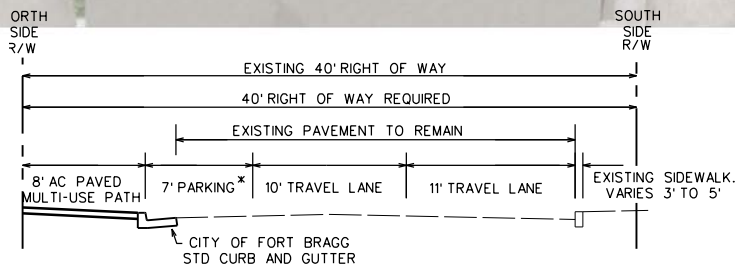 ORTH
SIDE
R/W
SOUTH
SIDE
R/W
EXISTING 40' RIGHT OF WAY
40' RIGHT OF WAY REQUIRED
EXISTING PAVEMENT TO REMAIN
8' AC PAVED
MULTI-USE PATH
7' PARKING*
10' TRAVEL LANE
11' TRAVEL LANE
EXISTING SIDEWALK.
VARIES 3' TO 5'
CITY OF FORT BRAGG
STD CURB AND GUTTER